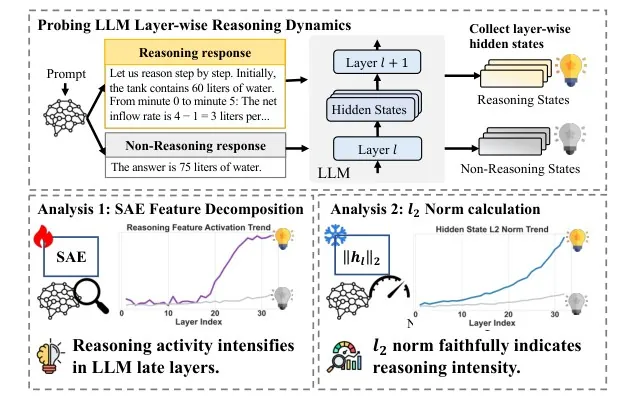 Probing LLM Layer-wise Reasoning Dynamics
Prompt
Reasoning response
Let us reason step by step. Initially,
the tank contains 60 liters of water.
From minute 0 to minute 5: The net
inflow rate is 4 − 1 = 3 liters per...
Non-Reasoning response
The answer is 75 liters of water.
Layer l + 1
Hidden States
Layer l
LLM
Collect layer-wise
hidden states
Reasoning States
Non-Reasoning States
Analysis 1: SAE Feature Decomposition
SAE
Reasoning Feature Activation Trend
0 10 20 30
Layer Index
Reasoning activity intensifies
in LLM late layers.
Analysis 2: l₂ Norm calculation
‖h_l‖₂
N
Hidden State L2 Norm Trend
0 10 20 30
Layer Index
l₂ norm faithfully indicates
reasoning intensity.